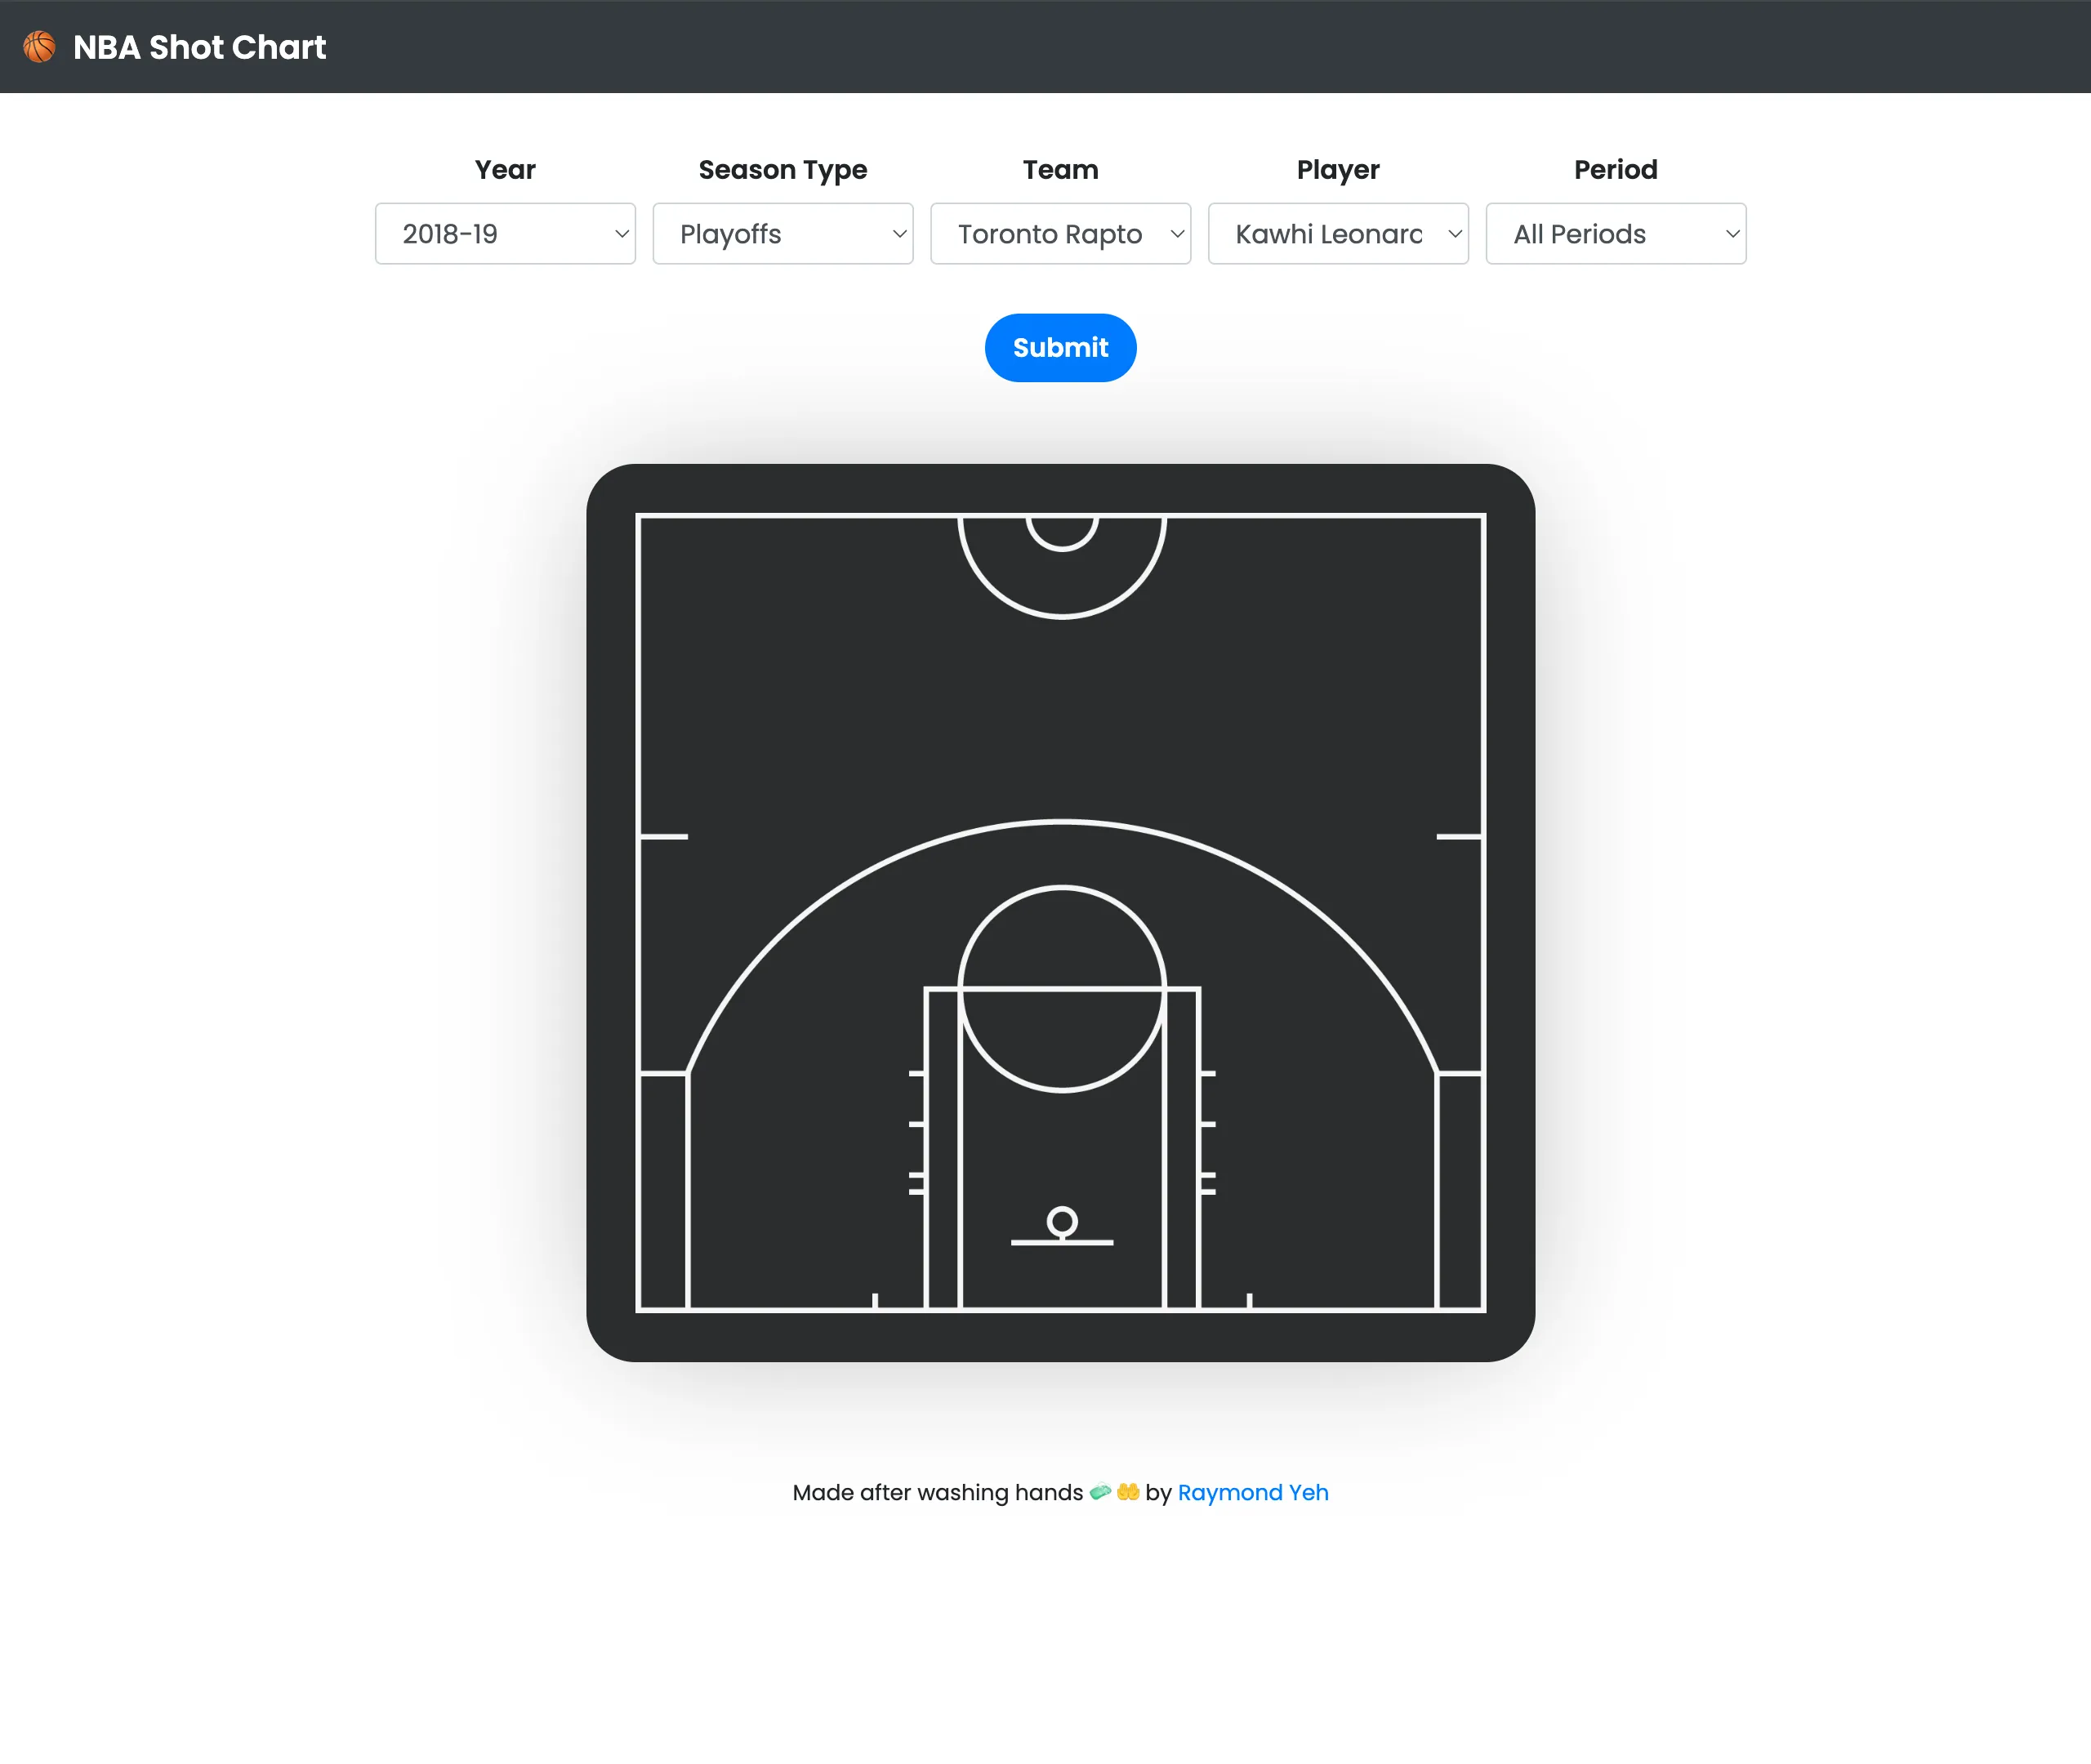 NBA Shot Chart
Year
Season Type
Team
Player
Period
2018-19
Playoffs
Toronto Rapto
Kawhi Leonarc
All Periods
Submit
Made after washing hands 🧼 🤲 by Raymond Yeh